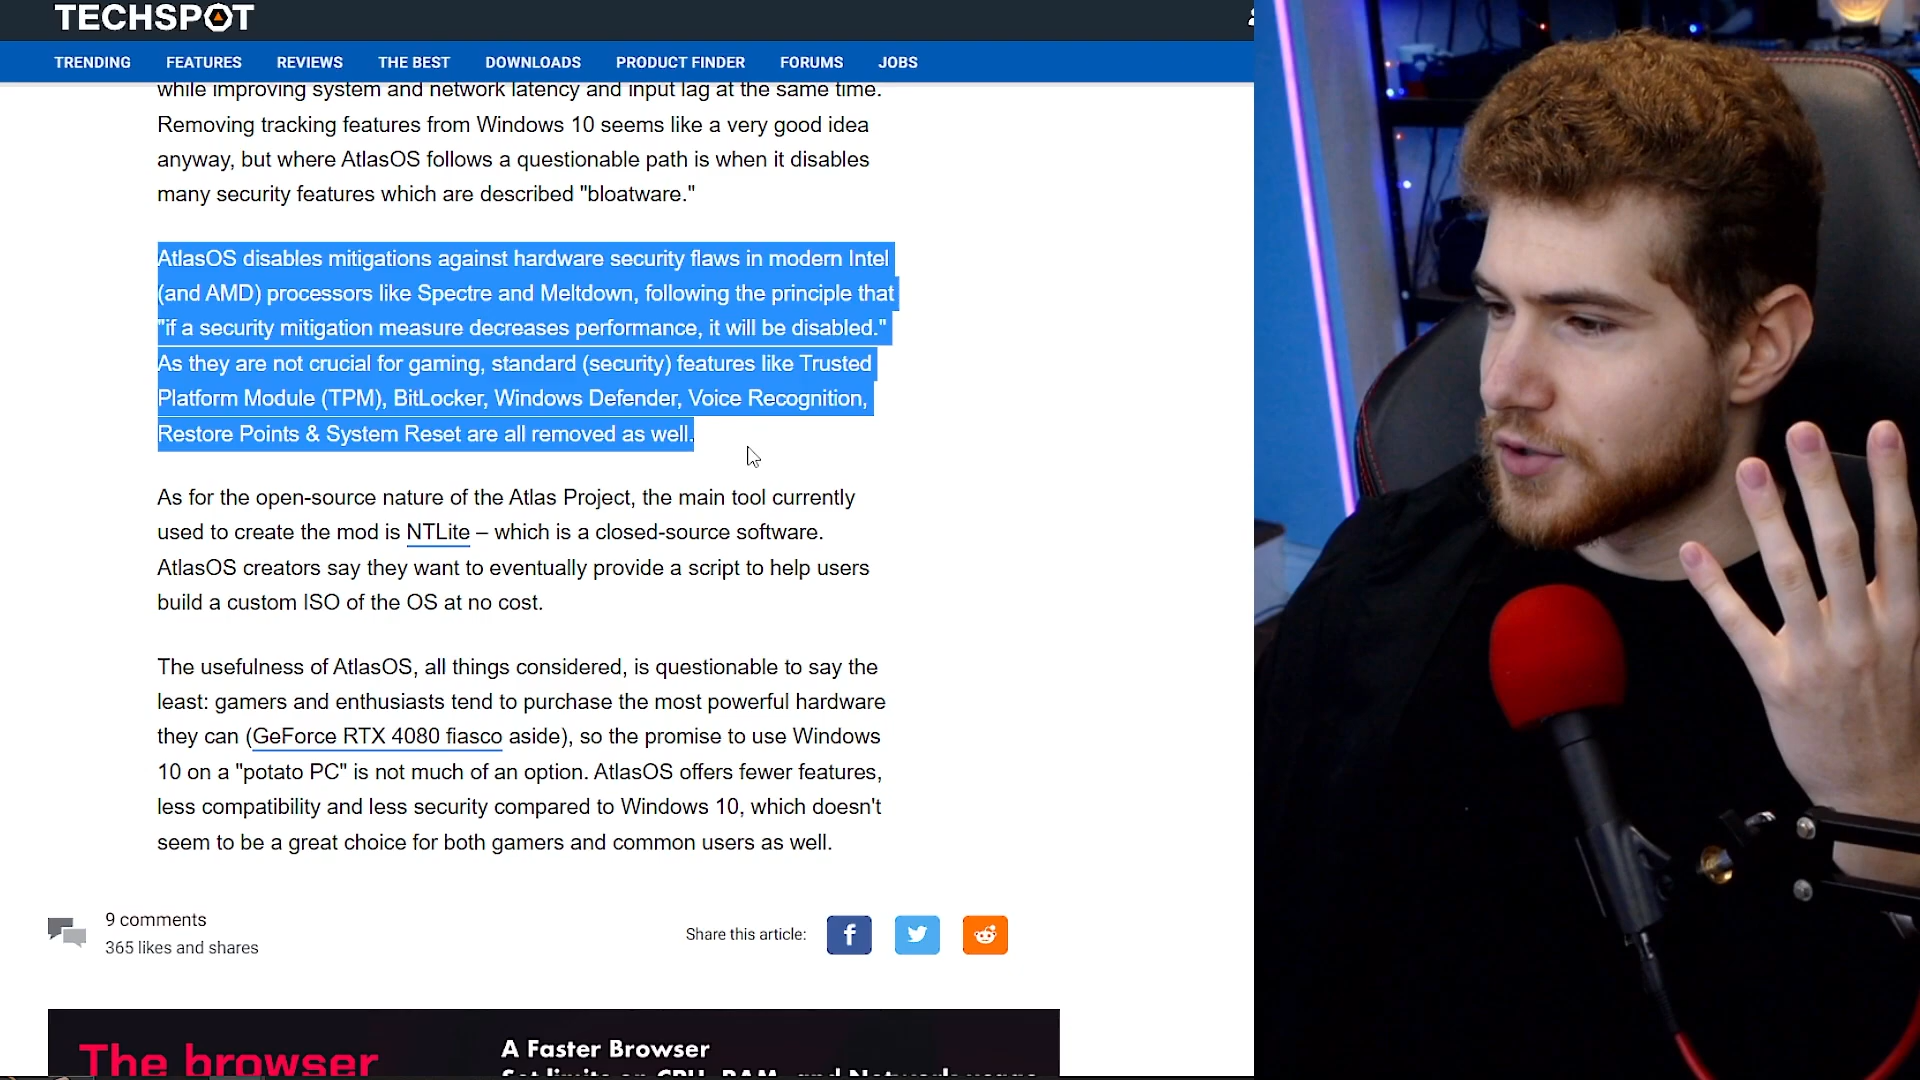 TECHSPOT
TRENDING FEATURES REVIEWS THE BEST DOWNLOADS PRODUCT FINDER FORUMS JOBS
while improving system and network latency and input lag at the same time.
Removing tracking features from Windows 10 seems like a very good idea
anyway, but where AtlasOS follows a questionable path is when it disables
many security features which are described "bloatware."
AtlasOS disables mitigations against hardware security flaws in modern Intel
(and AMD) processors like Spectre and Meltdown, following the principle that
"if a security mitigation measure decreases performance, it will be disabled."
As they are not crucial for gaming, standard (security) features like Trusted
Platform Module (TPM), BitLocker, Windows Defender, Voice Recognition,
Restore Points & System Reset are all removed as well.
As for the open-source nature of the Atlas Project, the main tool currently
used to create the mod is NTLite – which is a closed-source software.
AtlasOS creators say they want to eventually provide a script to help users
build a custom ISO of the OS at no cost.
The usefulness of AtlasOS, all things considered, is questionable to say the
least: gamers and enthusiasts tend to purchase the most powerful hardware
they can (GeForce RTX 4080 fiasco aside), so the promise to use Windows
10 on a "potato PC" is not much of an option. AtlasOS offers fewer features,
less compatibility and less security compared to Windows 10, which doesn't
seem to be a great choice for both gamers and common users as well.
9 comments
365 likes and shares
Share this article:
The browser
A Faster Browser
Set limits on CPU, RAM, and Network usage